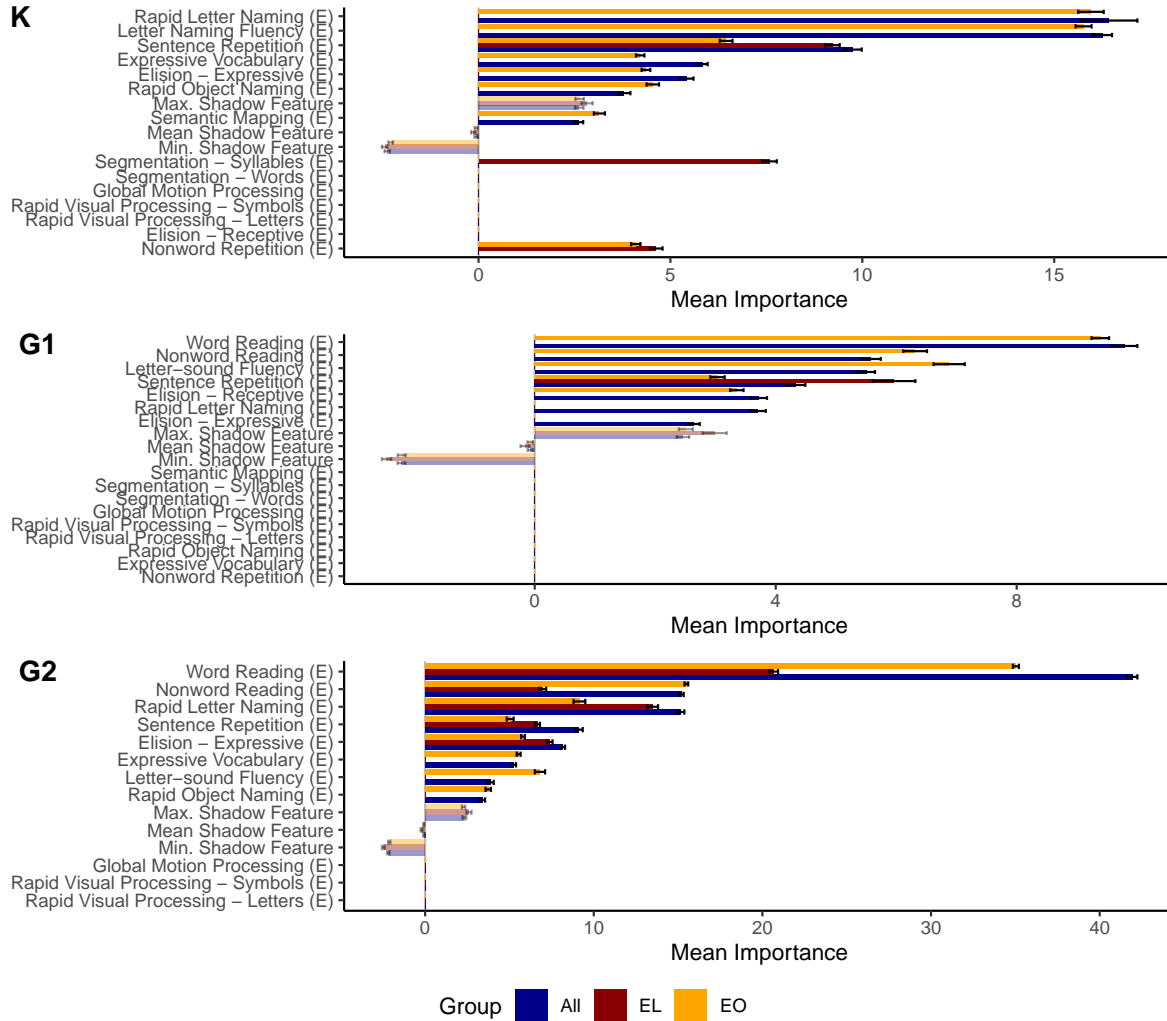 K
Rapid Letter Naming (E)
Letter Naming Fluency (E)
Sentence Repetition (E)
Expressive Vocabulary (E)
Elision − Expressive (E)
Rapid Object Naming (E)
Max. Shadow Feature
Semantic Mapping (E)
Mean Shadow Feature
Min. Shadow Feature
Segmentation − Syllables (E)
Segmentation − Words (E)
Global Motion Processing (E)
Rapid Visual Processing − Symbols (E)
Rapid Visual Processing − Letters (E)
Elision − Receptive (E)
Nonword Repetition (E)
0 5 10 15
Mean Importance
G1
Word Reading (E)
Nonword Reading (E)
Letter−sound Fluency (E)
Sentence Repetition (E)
Elision − Receptive (E)
Rapid Letter Naming (E)
Elision − Expressive (E)
Max. Shadow Feature
Mean Shadow Feature
Min. Shadow Feature
Semantic Mapping (E)
Segmentation − Syllables (E)
Segmentation − Words (E)
Global Motion Processing (E)
Rapid Visual Processing − Symbols (E)
Rapid Visual Processing − Letters (E)
Rapid Object Naming (E)
Expressive Vocabulary (E)
Nonword Repetition (E)
0 4 8
Mean Importance
G2
Word Reading (E)
Nonword Reading (E)
Rapid Letter Naming (E)
Sentence Repetition (E)
Elision − Expressive (E)
Expressive Vocabulary (E)
Letter−sound Fluency (E)
Rapid Object Naming (E)
Max. Shadow Feature
Mean Shadow Feature
Min. Shadow Feature
Global Motion Processing (E)
Rapid Visual Processing − Symbols (E)
Rapid Visual Processing − Letters (E)
0 10 20 30 40
Mean Importance
Group All EL EO